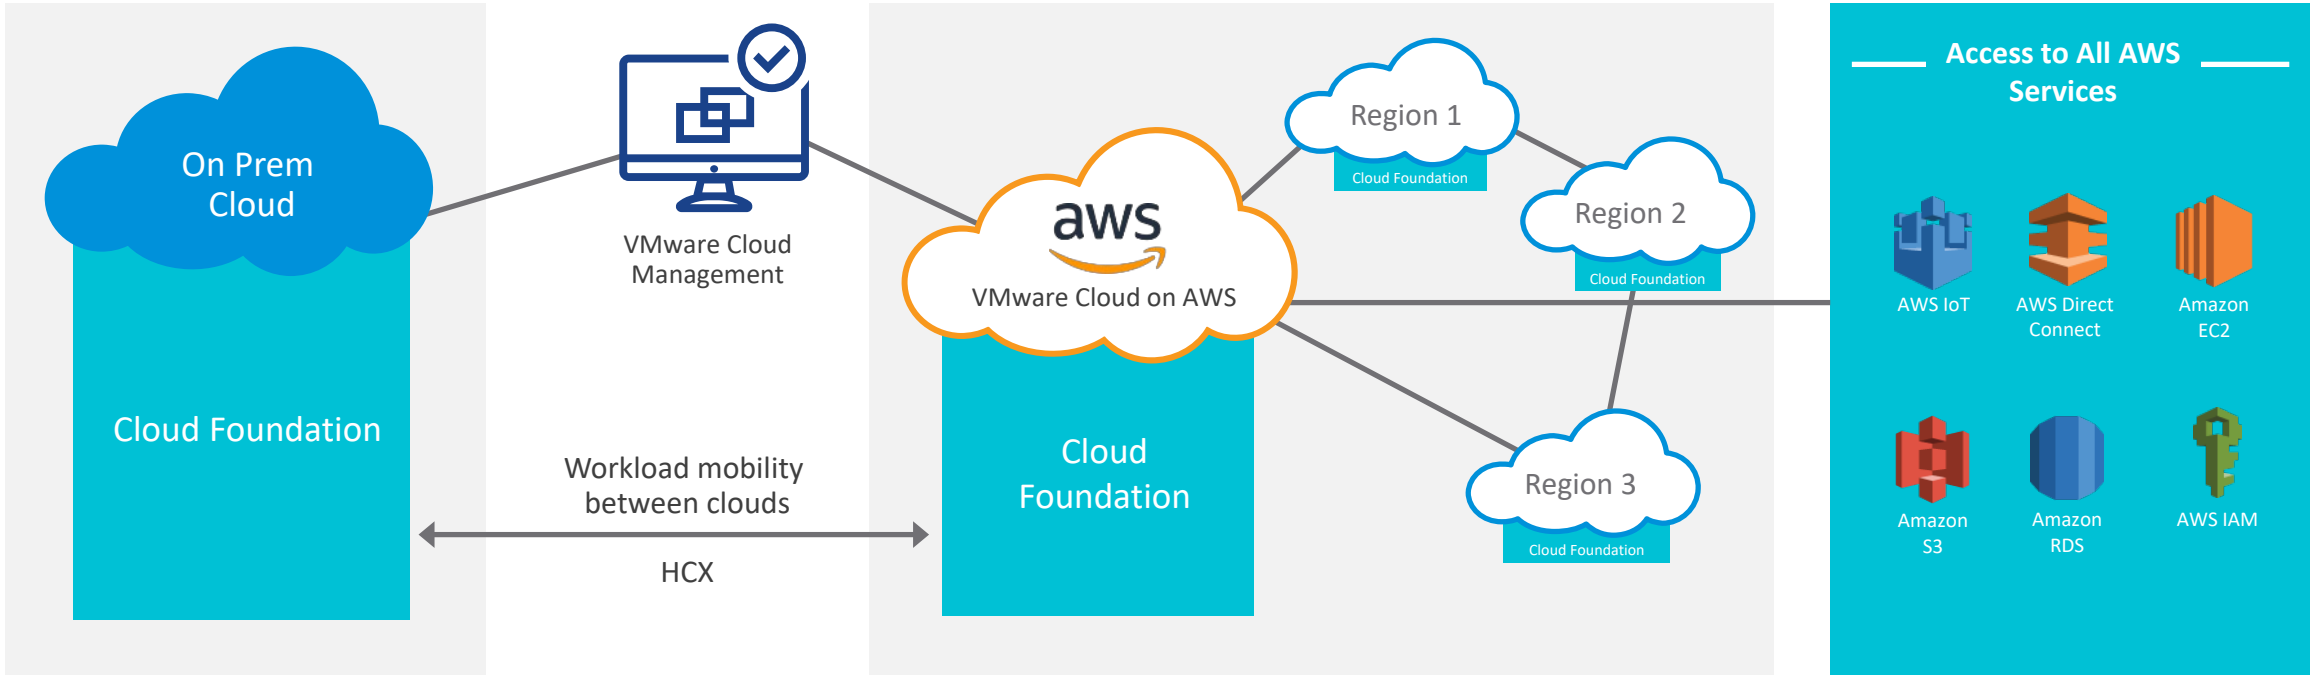 On Prem
Cloud
Cloud Foundation
VMware Cloud
Management
Workload mobility
between clouds
HCX
aws
VMware Cloud on AWS
Cloud
Foundation
Region 1
Cloud Foundation
Region 2
Cloud Foundation
Region 3
Cloud Foundation
Access to All AWS
Services
AWS IoT
AWS Direct
Connect
Amazon
EC2
Amazon
S3
Amazon
RDS
AWS IAM